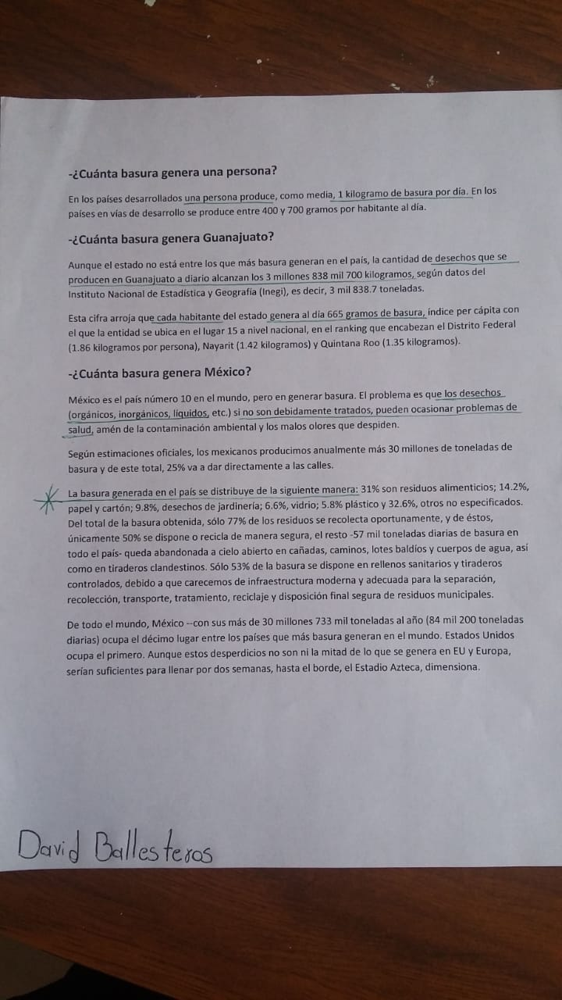 -¿Cuánta basura genera una persona?
En los países desarrollados una persona produce, como media, 1 kilogramo de basura por día. En los
países en vías de desarrollo se produce entre 400 y 700 gramos por habitante al día.
-¿Cuánta basura genera Guanajuato?
Aunque el estado no está entre los que más basura generan en el país, la cantidad de desechos que se
producen en Guanajuato a diario alcanzan los 3 millones 838 mil 700 kilogramos, según datos del
Instituto Nacional de Estadística y Geografía (Inegi), es decir, 3 mil 838.7 toneladas.
Esta cifra arroja que cada habitante del estado genera al día 665 gramos de basura, índice per cápita con
el que la entidad se ubica en el lugar 15 a nivel nacional, en el ranking que encabezan el Distrito Federal
(1.86 kilogramos por persona), Nayarit (1.42 kilogramos) y Quintana Roo (1.35 kilogramos).
-¿Cuánta basura genera México?
México es el país número 10 en el mundo, pero en generar basura. El problema es que los desechos
(orgánicos, inorgánicos, líquidos, etc.) si no son debidamente tratados, pueden ocasionar problemas de
salud, amén de la contaminación ambiental y los malos olores que despiden.
Según estimaciones oficiales, los mexicanos producimos anualmente más 30 millones de toneladas de
basura y de este total, 25% va a dar directamente a las calles.
La basura generada en el país se distribuye de la siguiente manera: 31% son residuos alimenticios; 14.2%,
papel y cartón; 9.8%, desechos de jardinería; 6.6%, vidrio; 5.8% plástico y 32.6%, otros no especificados.
Del total de la basura obtenida, sólo 77% de los residuos se recolecta oportunamente, y de éstos,
únicamente 50% se dispone o recicla de manera segura, el resto -57 mil toneladas diarias de basura en
todo el país- queda abandonada a cielo abierto en cañadas, caminos, lotes baldíos y cuerpos de agua, así
como en tiraderos clandestinos. Sólo 53% de la basura se dispone en rellenos sanitarios y tiraderos
controlados, debido a que carecemos de infraestructura moderna y adecuada para la separación,
recolección, transporte, tratamiento, reciclaje y disposición final segura de residuos municipales.
De todo el mundo, México --con sus más de 30 millones 733 mil toneladas al año (84 mil 200 toneladas
diarias) ocupa el décimo lugar entre los países que más basura generan en el mundo. Estados Unidos
ocupa el primero. Aunque estos desperdicios no son ni la mitad de lo que se genera en EU y Europa,
serían suficientes para llenar por dos semanas, hasta el borde, el Estadio Azteca, dimensiona.
David Ballesteros